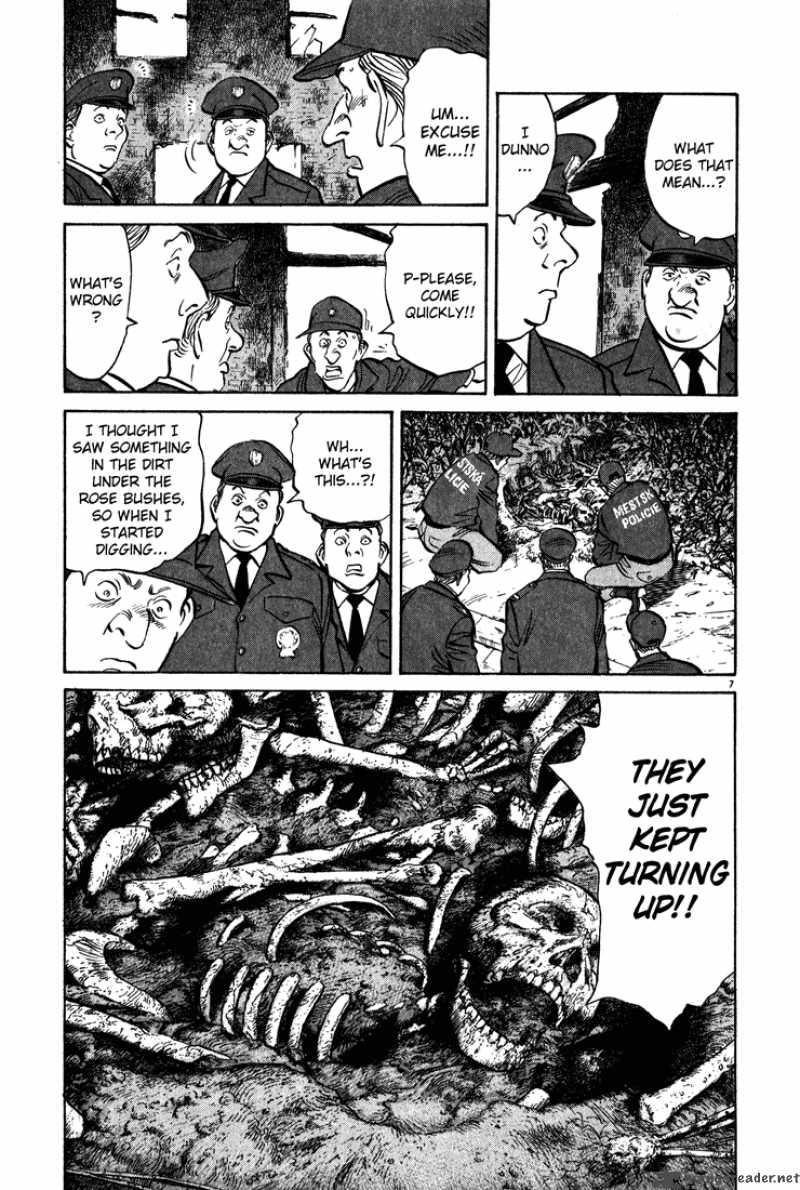 WHAT
DOES THAT
MEAN...?
I
DUNNO
...
UM...
EXCUSE
ME...!!
P-PLEASE,
COME
QUICKLY!!
WHAT'S
WRONG
?
MESTSK
POLICIE
STSKÁ
LICIE
7
WH...
WHAT'S
THIS...?!
I THOUGHT I
SAW SOMETHING
IN THE DIRT
UNDER THE
ROSE BUSHES,
SO WHEN I
STARTED
DIGGING...
THEY
JUST
KEPT
TURNING
UP!!
eader.net